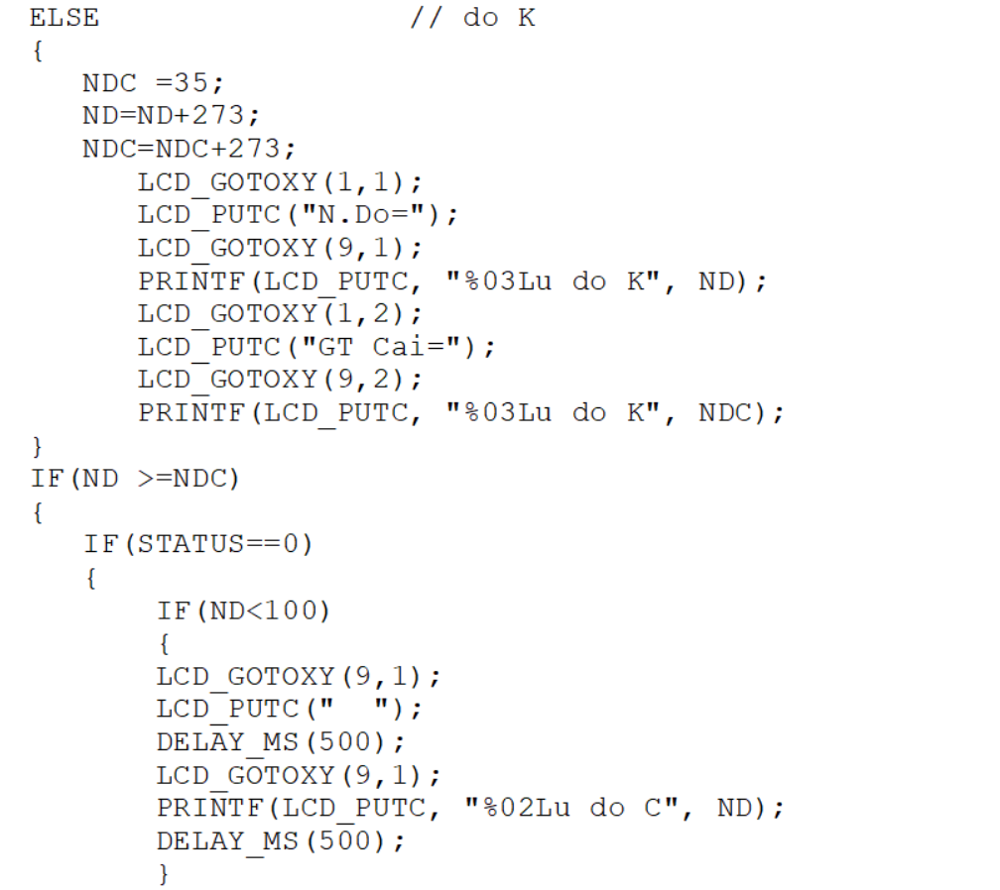 ELSE // do K
{
NDC =35;
ND=ND+273;
NDC=NDC+273;
LCD_GOTOXY(1,1);
LCD_PUTC("N.Do=");
LCD_GOTOXY(9,1);
PRINTF(LCD_PUTC, "%03Lu do K", ND);
LCD_GOTOXY(1,2);
LCD_PUTC("GT Cai=");
LCD_GOTOXY(9,2);
PRINTF(LCD_PUTC, "%03Lu do K", NDC);
}
IF(ND >=NDC)
{
IF(STATUS==0)
{
IF(ND<100)
{
LCD_GOTOXY(9,1);
LCD_PUTC("  ");
DELAY_MS(500);
LCD_GOTOXY(9,1);
PRINTF(LCD_PUTC, "%02Lu do C", ND);
DELAY_MS(500);
}